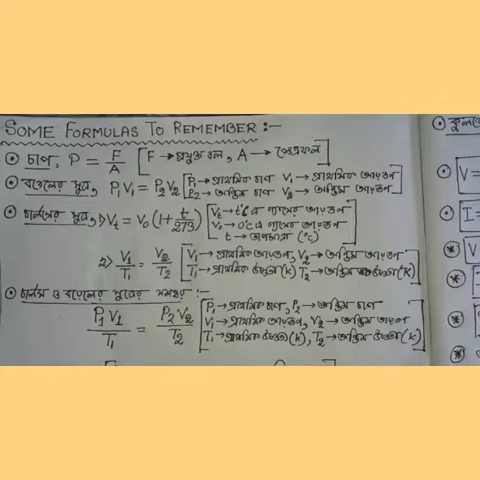 SOME FORMULAS TO REMEMBER :-
চাপ, P = F/A [F → প্রযুক্ত বল, A → ক্ষেত্রফল]
বয়েলের সূত্র, P₁V₁ = P₂V₂ [P₁ → প্রাথমিক চাপ V₁ → প্রাথমিক আয়তন
P₂ → অন্তিম চাপ V₂ → অন্তিম আয়তন]
চার্লসের সূত্র, 1) Vt = V₀ (1 + t/273) [Vt → t°C এ গ্যাসের আয়তন
V₀ → 0°C এ গ্যাসের আয়তন
t → উষ্ণতা (°C)]
2) V₁/T₁ = V₂/T₂ [V₁ → প্রাথমিক আয়তন, V₂ → অন্তিম আয়তন
T₁ → প্রাথমিক উষ্ণতা (K) T₂ → অন্তিম উষ্ণতা (K)]
চার্লস ও বয়েলের সূত্রের সমন্বয় :-
P₁V₁/T₁ = P₂V₂/T₂ [P₁ → প্রাথমিক চাপ, P₂ → অন্তিম চাপ
V₁ → প্রাথমিক আয়তন, V₂ → অন্তিম আয়তন
T₁ → প্রাথমিক উষ্ণতা (K), T₂ → অন্তিম উষ্ণতা (K)]
V =
I =
V